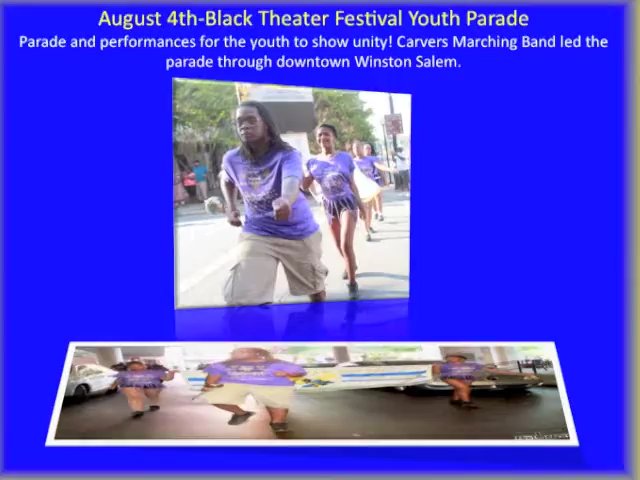 August 4th-Black Theater Festival Youth Parade
Parade and performances for the youth to show unity! Carvers Marching Band led the
parade through downtown Winston Salem.